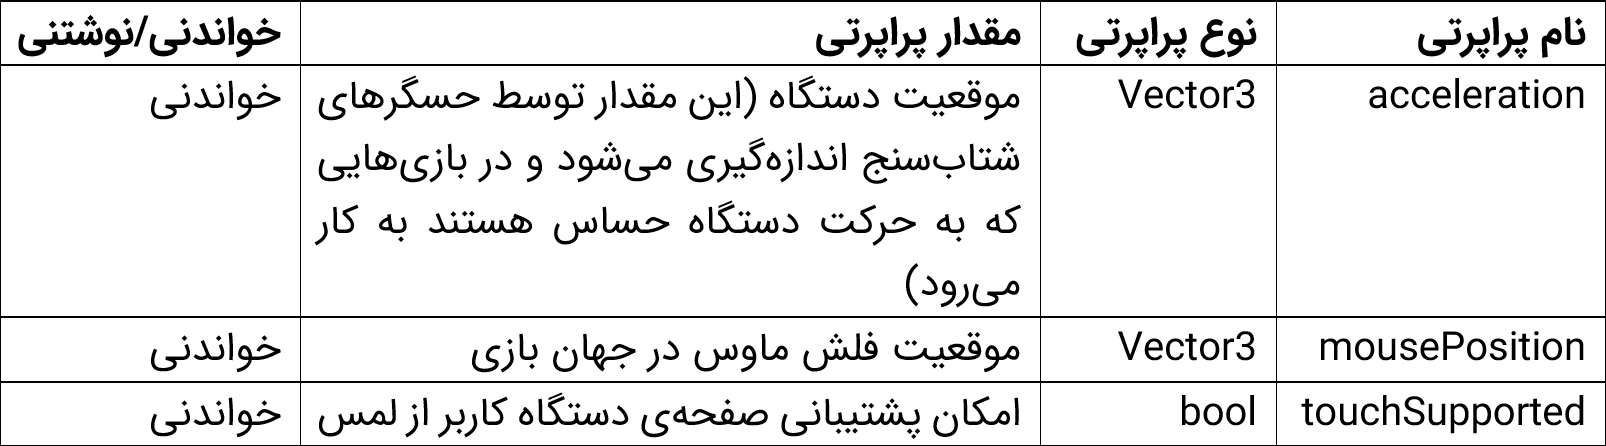 نام پراپرتی نوع پراپرتی مقدار پراپرتی خواندنی/نوشتنی
acceleration Vector3 موقعیت دستگاه (این مقدار توسط حسگرهای خواندنی
شتاب‌سنج اندازه‌گیری می‌شود و در بازی‌هایی
که به حرکت دستگاه حساس هستند به کار
می‌رود)
mousePosition Vector3 موقعیت فلش ماوس در جهان بازی خواندنی
touchSupported bool امکان پشتیبانی صفحه‌ی دستگاه کاربر از لمس خواندنی